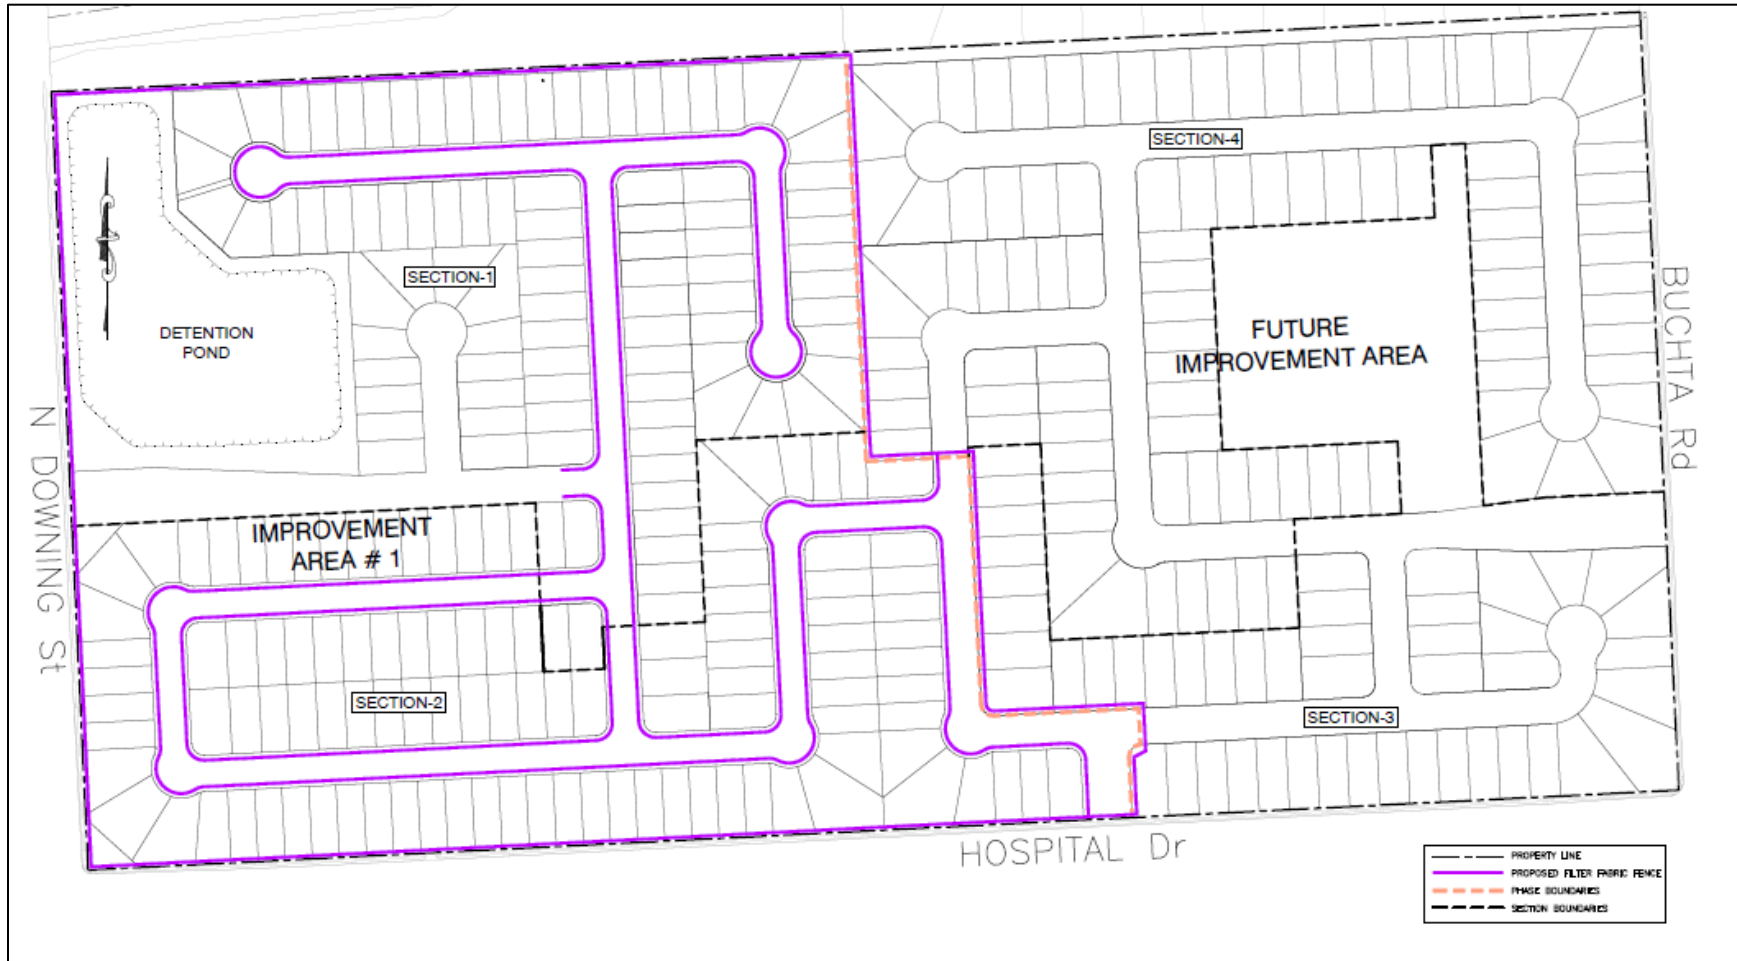 SECTION-4
SECTION-1
DETENTION
POND
FUTURE
IMPROVEMENT AREA
BUCHTA Rd
N DOWNING St
IMPROVEMENT
AREA # 1
SECTION-2
SECTION-3
HOSPITAL Dr
PROPERTY LINE
PROPOSED FILTER FABRIC FENCE
PHASE BOUNDARIES
SECTION BOUNDARIES